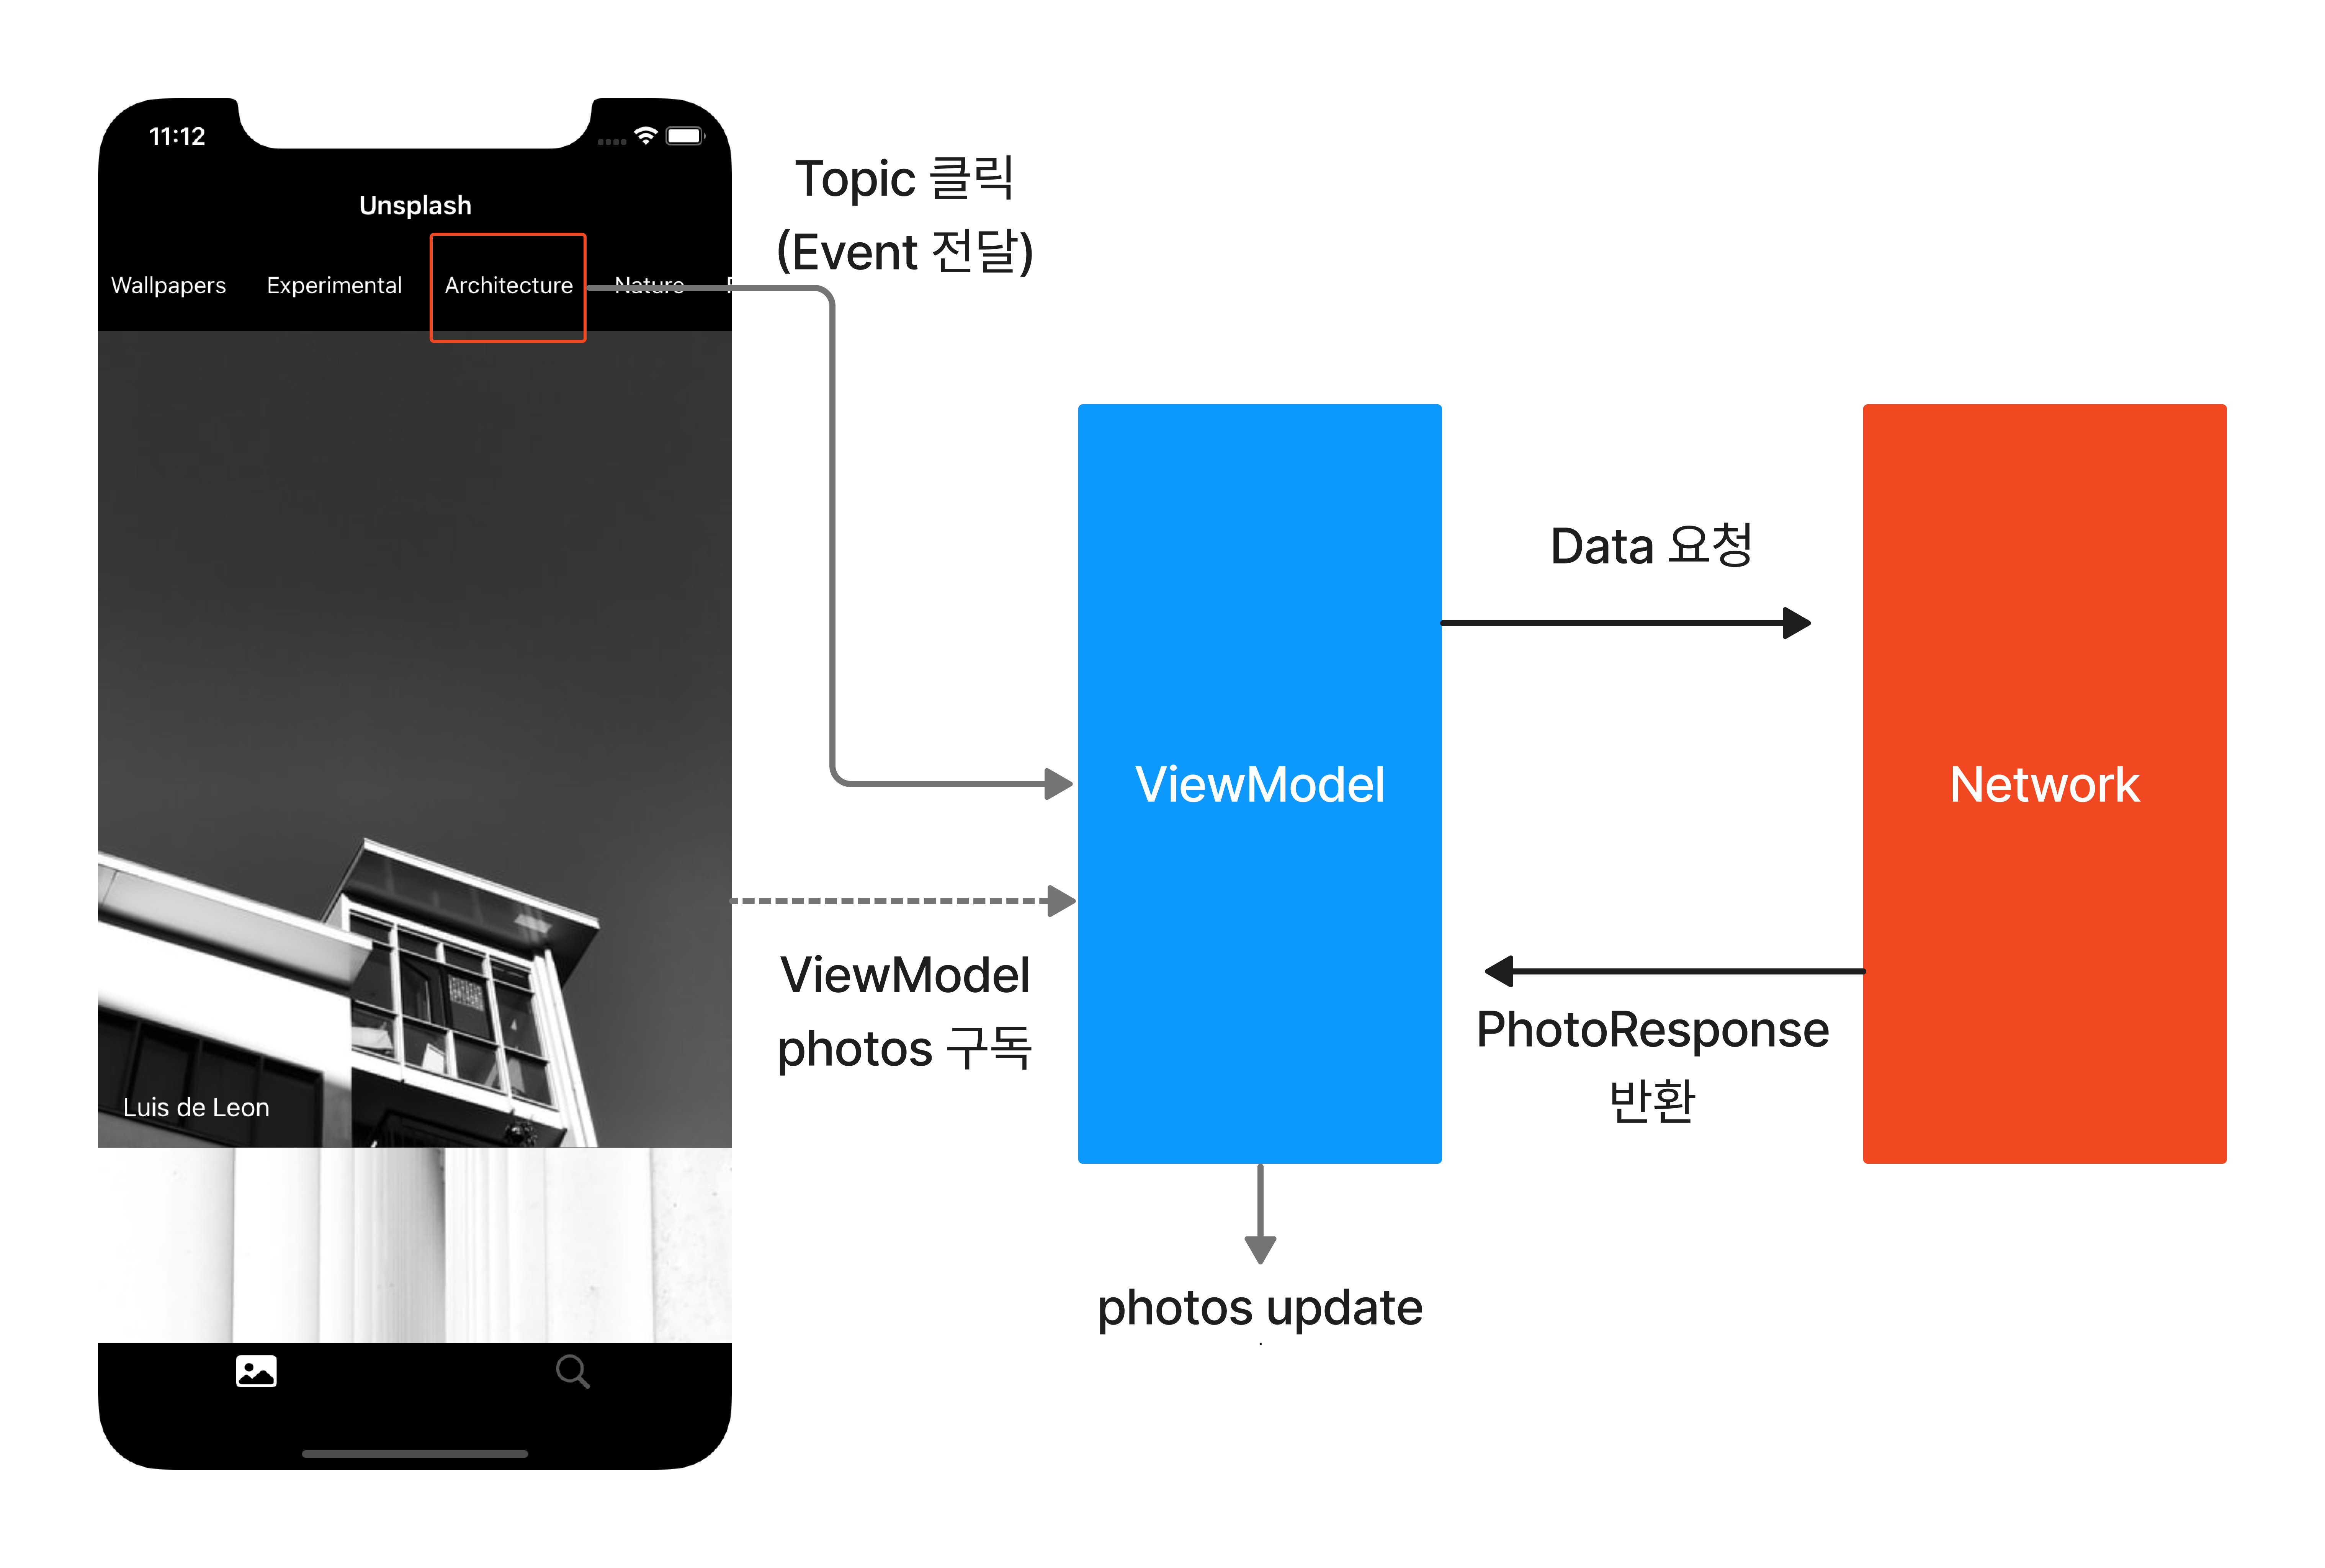 11:12
Unsplash
Wallpapers Experimental Architecture Nature
Luis de Leon
Topic 클릭
(Event 전달)
ViewModel
photos 구독
ViewModel
photos update
Data 요청
PhotoResponse
반환
Network